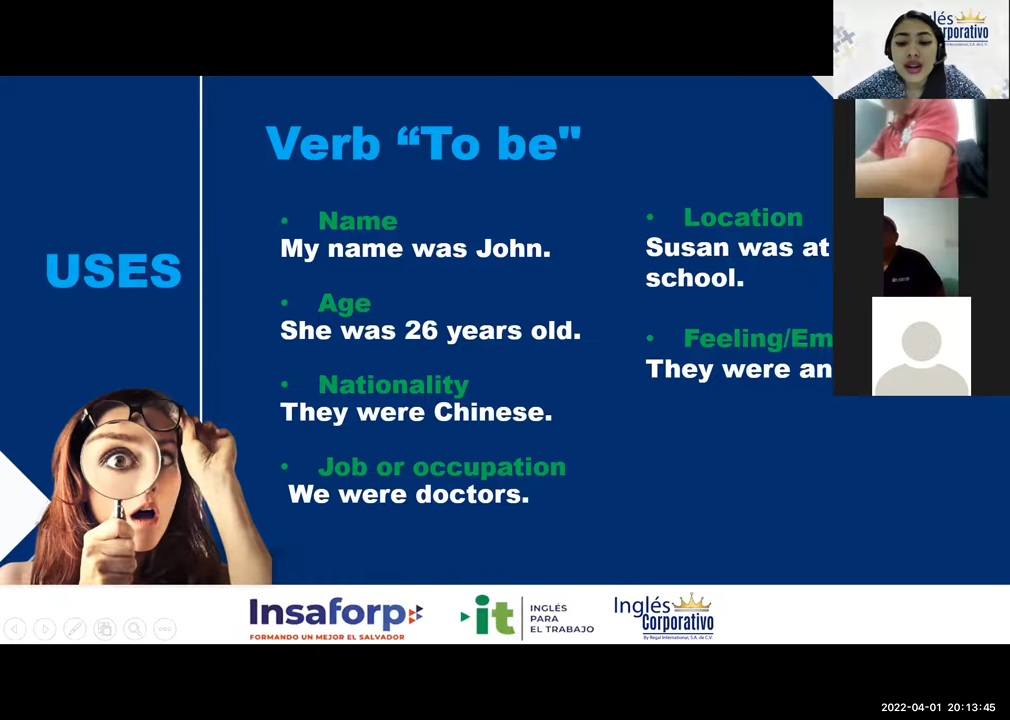 USES
Verb “To be"
• Name
My name was John.
• Age
She was 26 years old.
• Nationality
They were Chinese.
• Job or occupation
We were doctors.
• Location
Susan was at
school.
• Feeling/Em
They were an
Insaforp
FORMANDO UN MEJOR EL SALVADOR
it
INGLÉS
PARA
EL TRABAJO
Inglés
Corporativo
By Regal International, S.A. de C.V.
glés
orporativo
2022-04-01 20:13:45